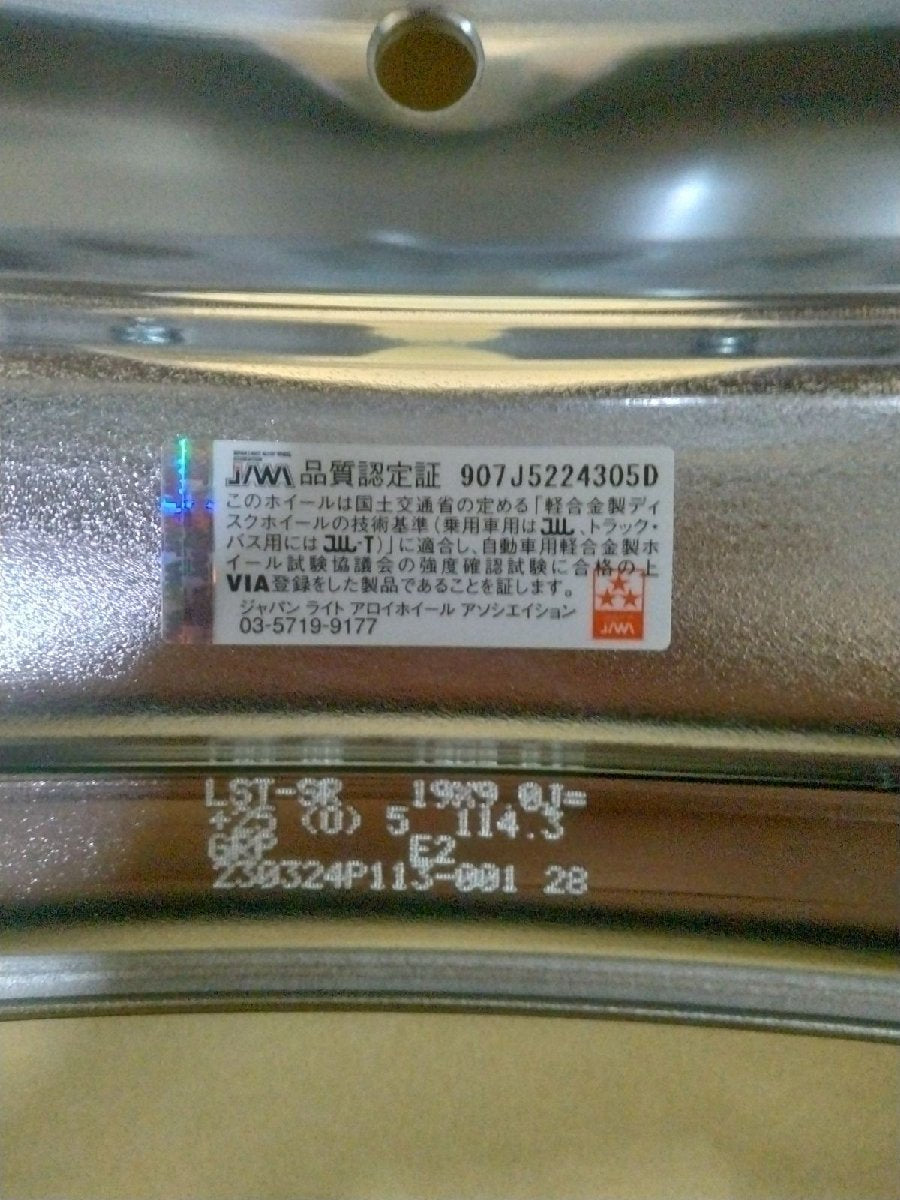 JAWA 品質認定証 907J5224305D
このホイールは国土交通省の定める「軽合金製ディ
スクホイールの技術基準(乗用車用はJWL、トラック・
バス用にはJWL-T)」に適合し、自動車用軽合金製ホ
イール試験協議会の強度確認試験に合格の上
VIA登録をした製品であることを証します。
ジャパン ライト アロイホイール アソシエイション
03-5719-9177
JAWA
LST-SR 19X9.0J=
+25 (0) 5 114.3
GRP E2
230324P113-001 28